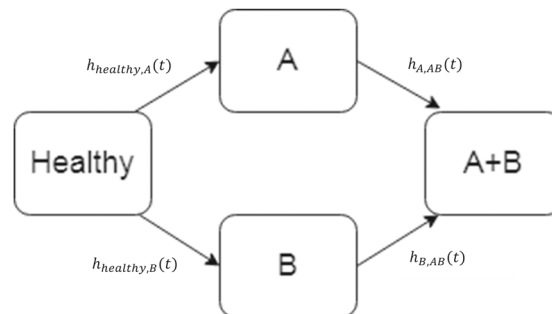 h_{healthy,A}(t)
A
h_{A,AB}(t)
Healthy
A+B
h_{healthy,B}(t)
B
h_{B,AB}(t)